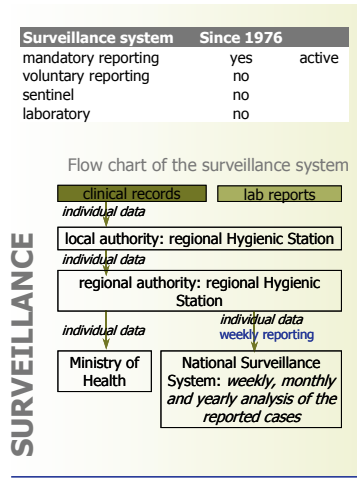 Surveillance system Since 1976
mandatory reporting yes active
voluntary reporting no
sentinel no
laboratory no
Flow chart of the surveillance system
clinical records lab reports
individual data
local authority: regional Hygienic Station
individual data
regional authority: regional Hygienic
Station
individual data
individual data
weekly reporting
Ministry of
Health
National Surveillance
System: weekly, monthly
and yearly analysis of the
reported cases
SURVEILLANCE